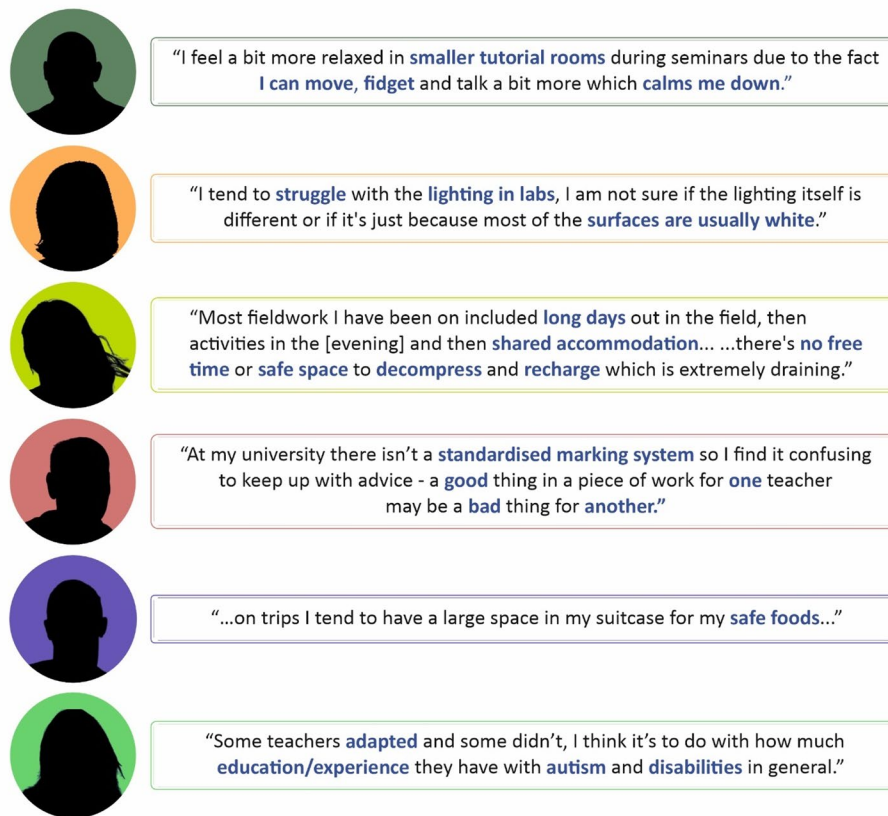 “I feel a bit more relaxed in smaller tutorial rooms during seminars due to the fact
I can move, fidget and talk a bit more which calms me down.”
“I tend to struggle with the lighting in labs, I am not sure if the lighting itself is
different or if it's just because most of the surfaces are usually white.”
“Most fieldwork I have been on included long days out in the field, then
activities in the [evening] and then shared accommodation... ...there's no free
time or safe space to decompress and recharge which is extremely draining.”
“At my university there isn’t a standardised marking system so I find it confusing
to keep up with advice - a good thing in a piece of work for one teacher
may be a bad thing for another.”
“...on trips I tend to have a large space in my suitcase for my safe foods...”
“Some teachers adapted and some didn’t, I think it’s to do with how much
education/experience they have with autism and disabilities in general.”